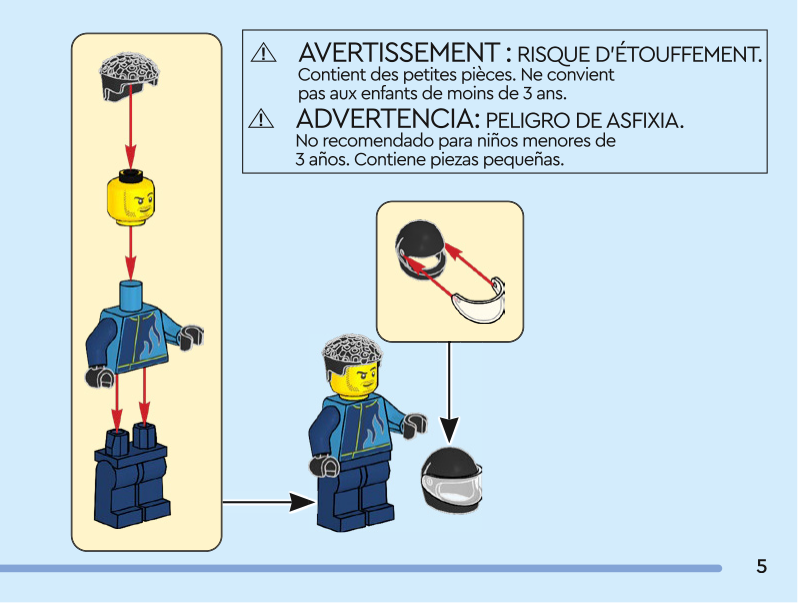 AVERTISSEMENT : RISQUE D'ÉTOUFFEMENT.
Contient des petites pièces. Ne convient
pas aux enfants de moins de 3 ans.
ADVERTENCIA: PELIGRO DE ASFIXIA.
No recomendado para niños menores de
3 años. Contiene piezas pequeñas.
5